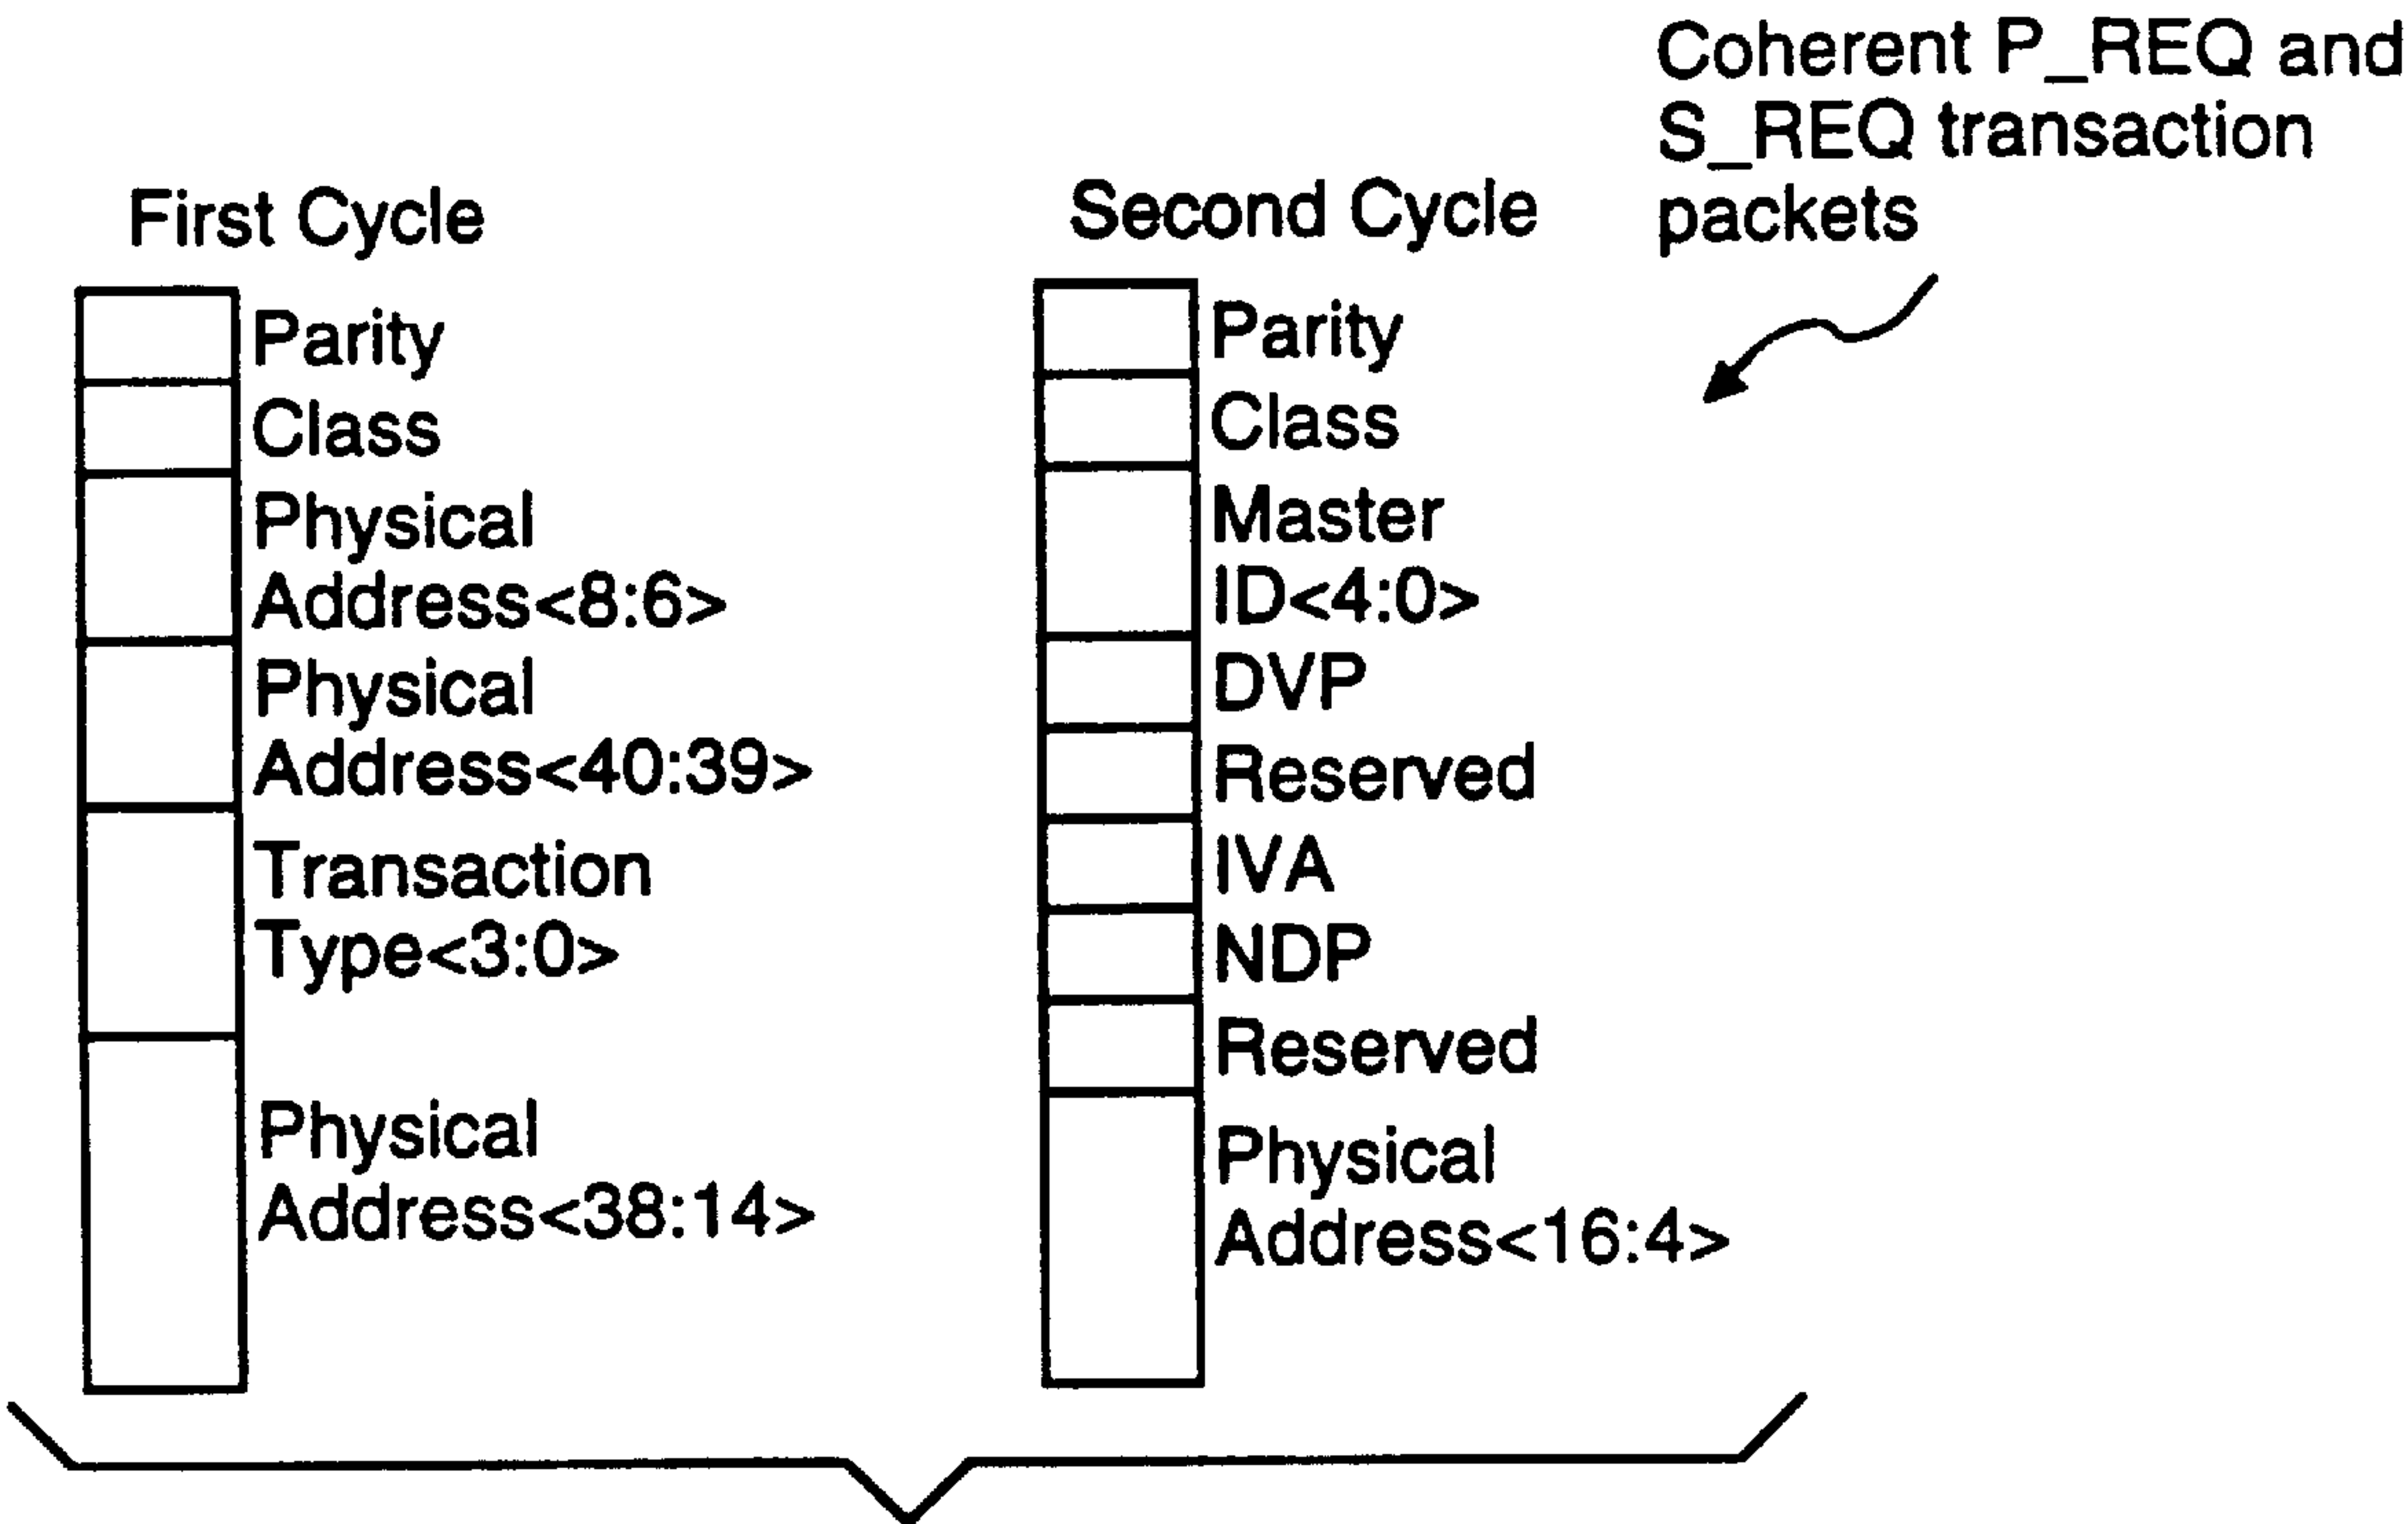 Coherent P_REQ and
S_REQ transaction
packets
First Cycle
Parity
Class
Physical
Address<8:6>
Physical
Address<40:39>
Transaction
Type<3:0>
Physical
Address<38:14>
Second Cycle
Parity
Class
Master
ID<4:0>
DVP
Reserved
IVA
NDP
Reserved
Physical
Address<16:4>